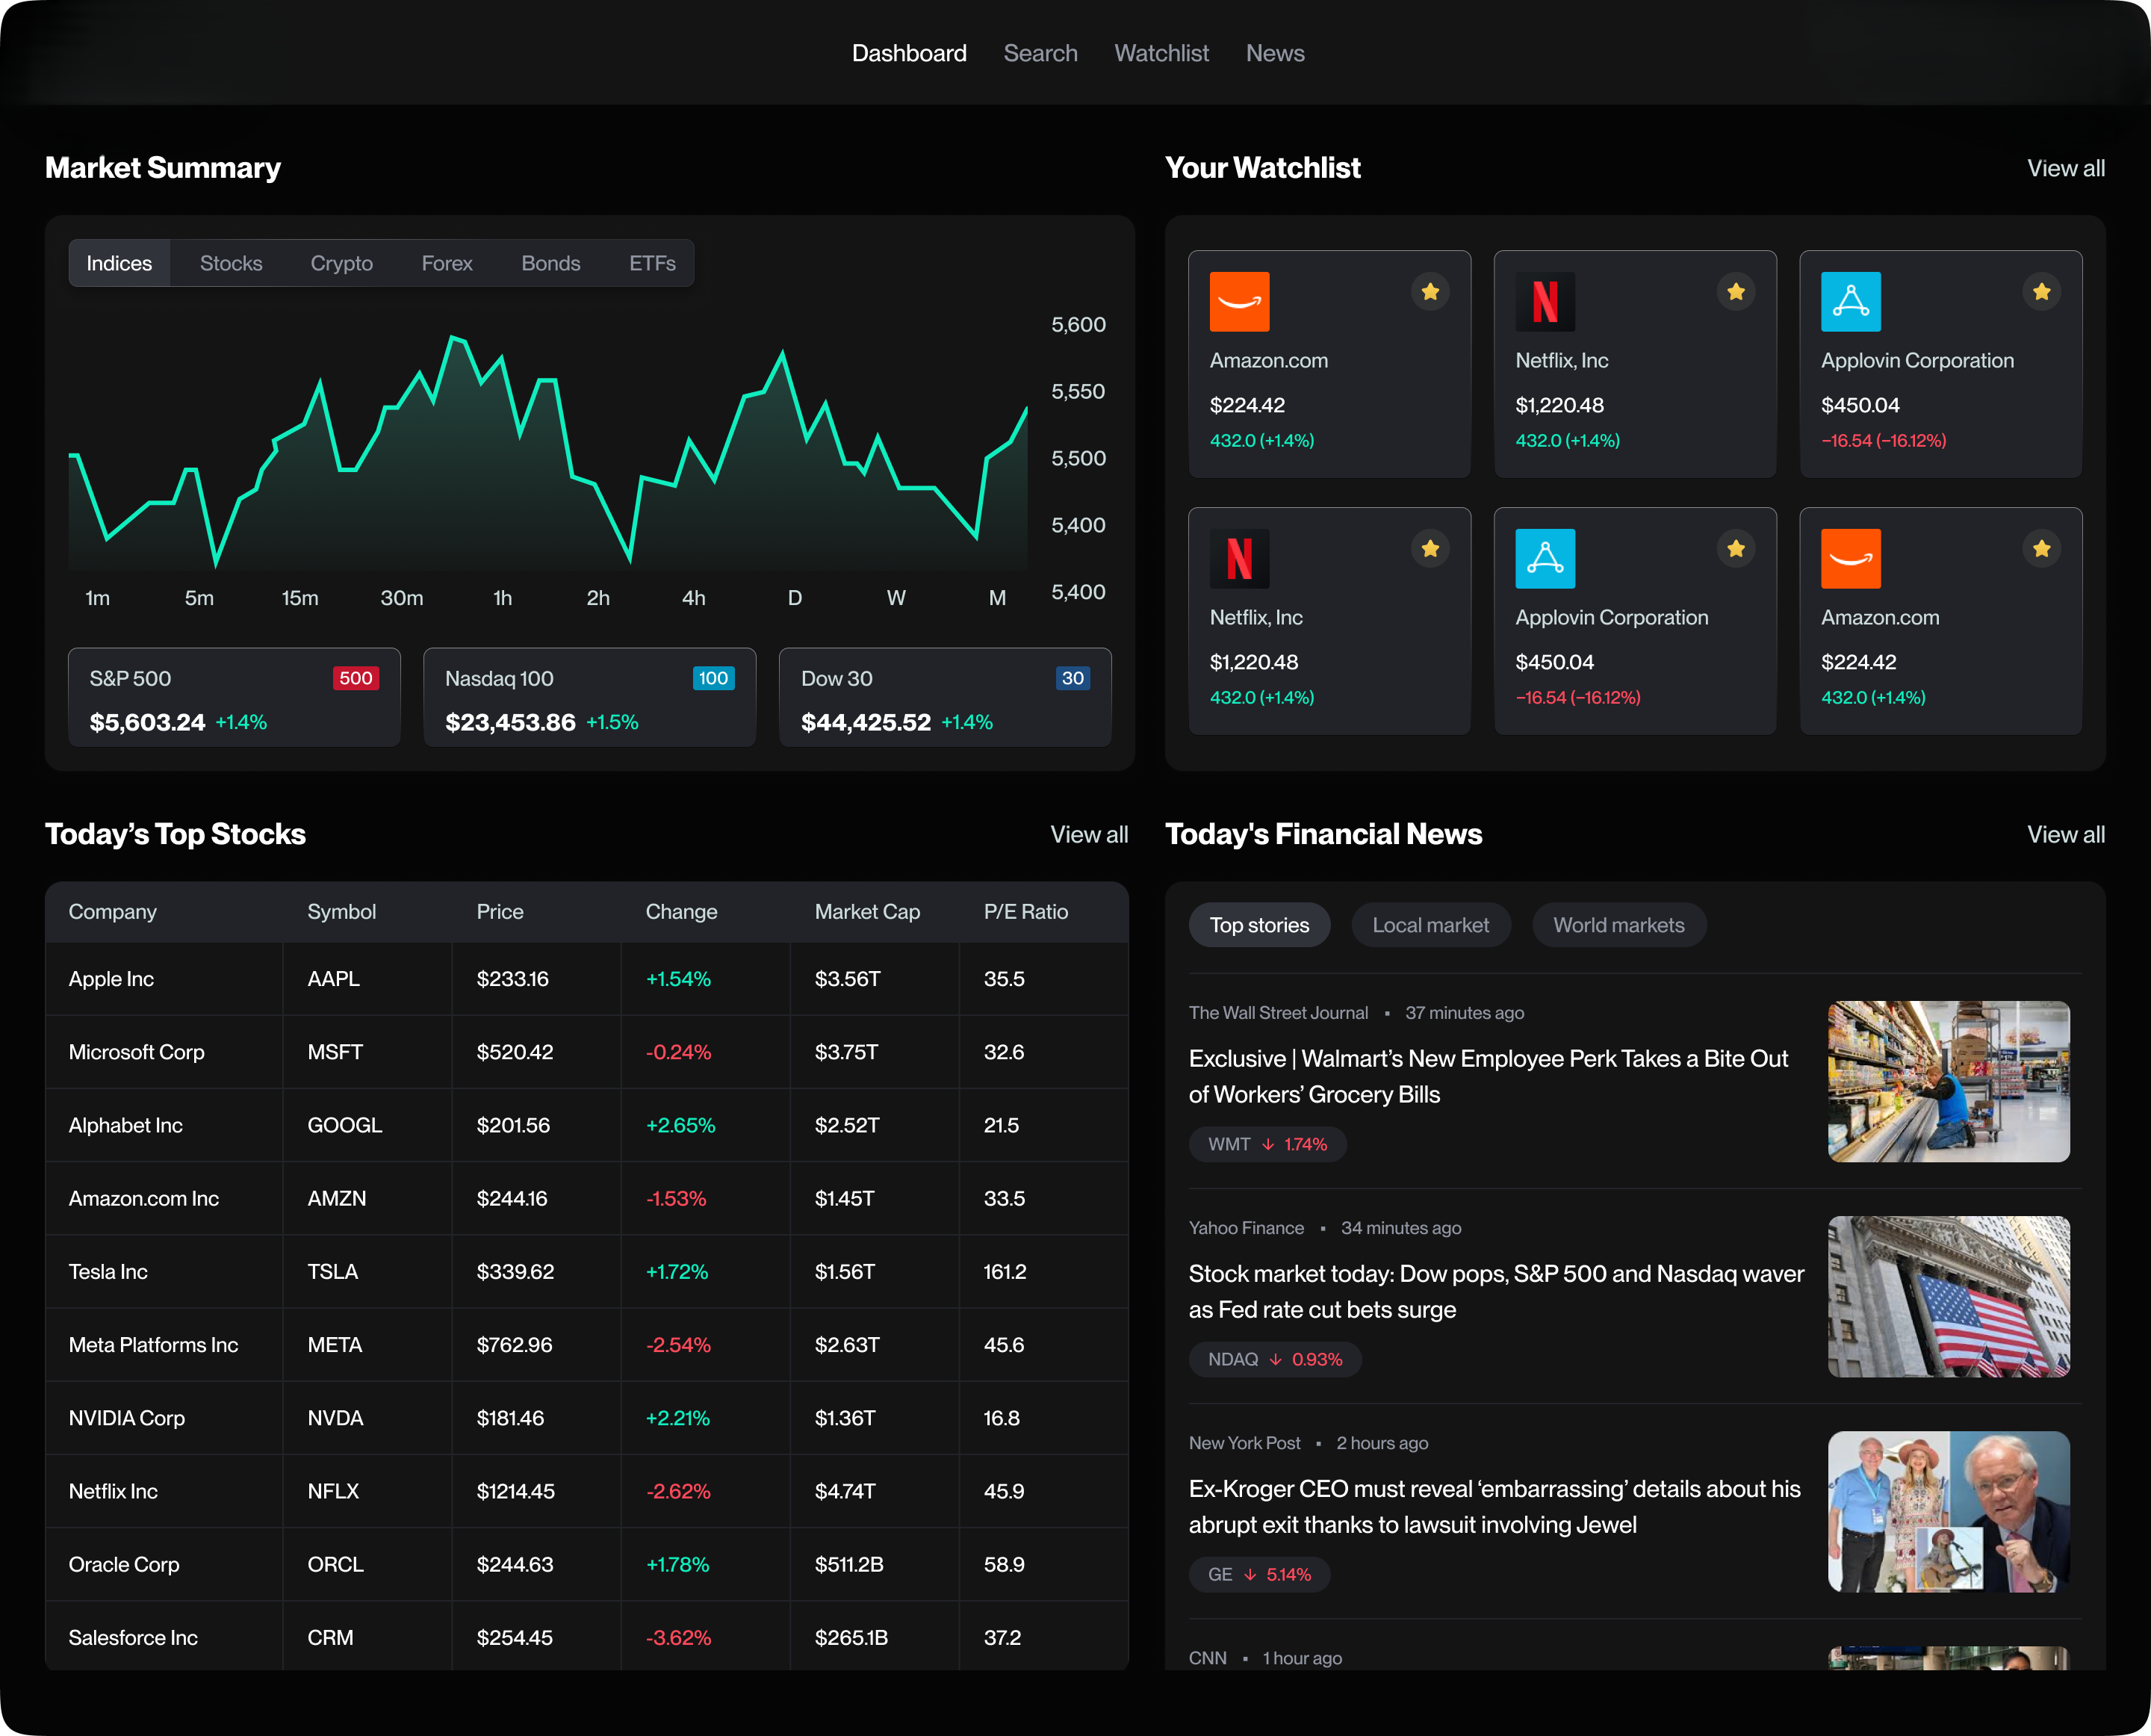 Dashboard Search Watchlist News
Market Summary
Indices Stocks Crypto Forex Bonds ETFs
5,600
5,550
5,500
5,400
5,400
1m 5m 15m 30m 1h 2h 4h D W M
S&P 500 500
$5,603.24 +1.4%
Nasdaq 100 100
$23,453.86 +1.5%
Dow 30 30
$44,425.52 +1.4%
Your Watchlist View all
Amazon.com
$224.42
432.0 (+1.4%)
N
Netflix, Inc
$1,220.48
432.0 (+1.4%)
Applovin Corporation
$450.04
−16.54 (−16.12%)
N
Netflix, Inc
$1,220.48
432.0 (+1.4%)
Applovin Corporation
$450.04
−16.54 (−16.12%)
Amazon.com
$224.42
432.0 (+1.4%)
Today’s Top Stocks View all
Company Symbol Price Change Market Cap P/E Ratio
Apple Inc AAPL $233.16 +1.54% $3.56T 35.5
Microsoft Corp MSFT $520.42 -0.24% $3.75T 32.6
Alphabet Inc GOOGL $201.56 +2.65% $2.52T 21.5
Amazon.com Inc AMZN $244.16 -1.53% $1.45T 33.5
Tesla Inc TSLA $339.62 +1.72% $1.56T 161.2
Meta Platforms Inc META $762.96 -2.54% $2.63T 45.6
NVIDIA Corp NVDA $181.46 +2.21% $1.36T 16.8
Netflix Inc NFLX $1214.45 -2.62% $4.74T 45.9
Oracle Corp ORCL $244.63 +1.78% $511.2B 58.9
Salesforce Inc CRM $254.45 -3.62% $265.1B 37.2
Today's Financial News View all
Top stories Local market World markets
The Wall Street Journal ▪ 37 minutes ago
Exclusive | Walmart’s New Employee Perk Takes a Bite Out
of Workers’ Grocery Bills
WMT ↓ 1.74%
Yahoo Finance ▪ 34 minutes ago
Stock market today: Dow pops, S&P 500 and Nasdaq waver
as Fed rate cut bets surge
NDAQ ↓ 0.93%
New York Post ▪ 2 hours ago
Ex-Kroger CEO must reveal ‘embarrassing’ details about his
abrupt exit thanks to lawsuit involving Jewel
GE ↓ 5.14%
CNN ▪ 1 hour ago